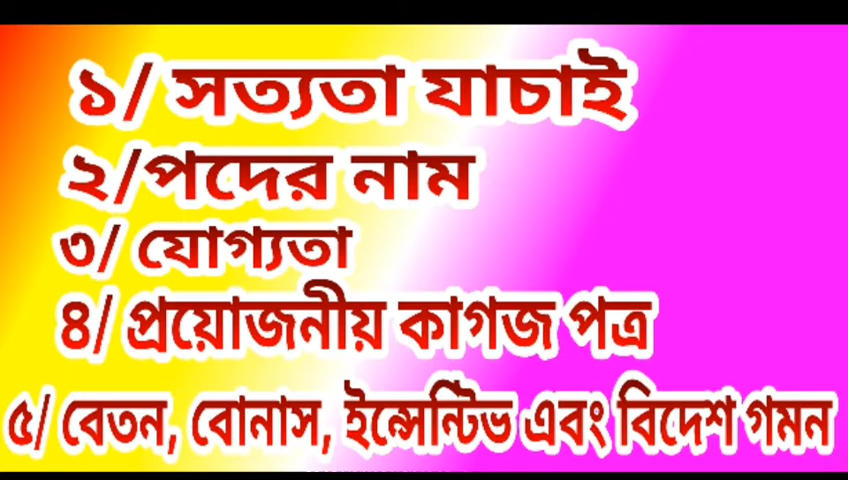 ১/ সত্যতা যাচাই
২/পদের নাম
৩/ যোগ্যতা
৪/ প্রয়োজনীয় কাগজ পত্র
৫/ বেতন, বোনাস, ইন্সেন্টিভ এবং বিদেশ গমন